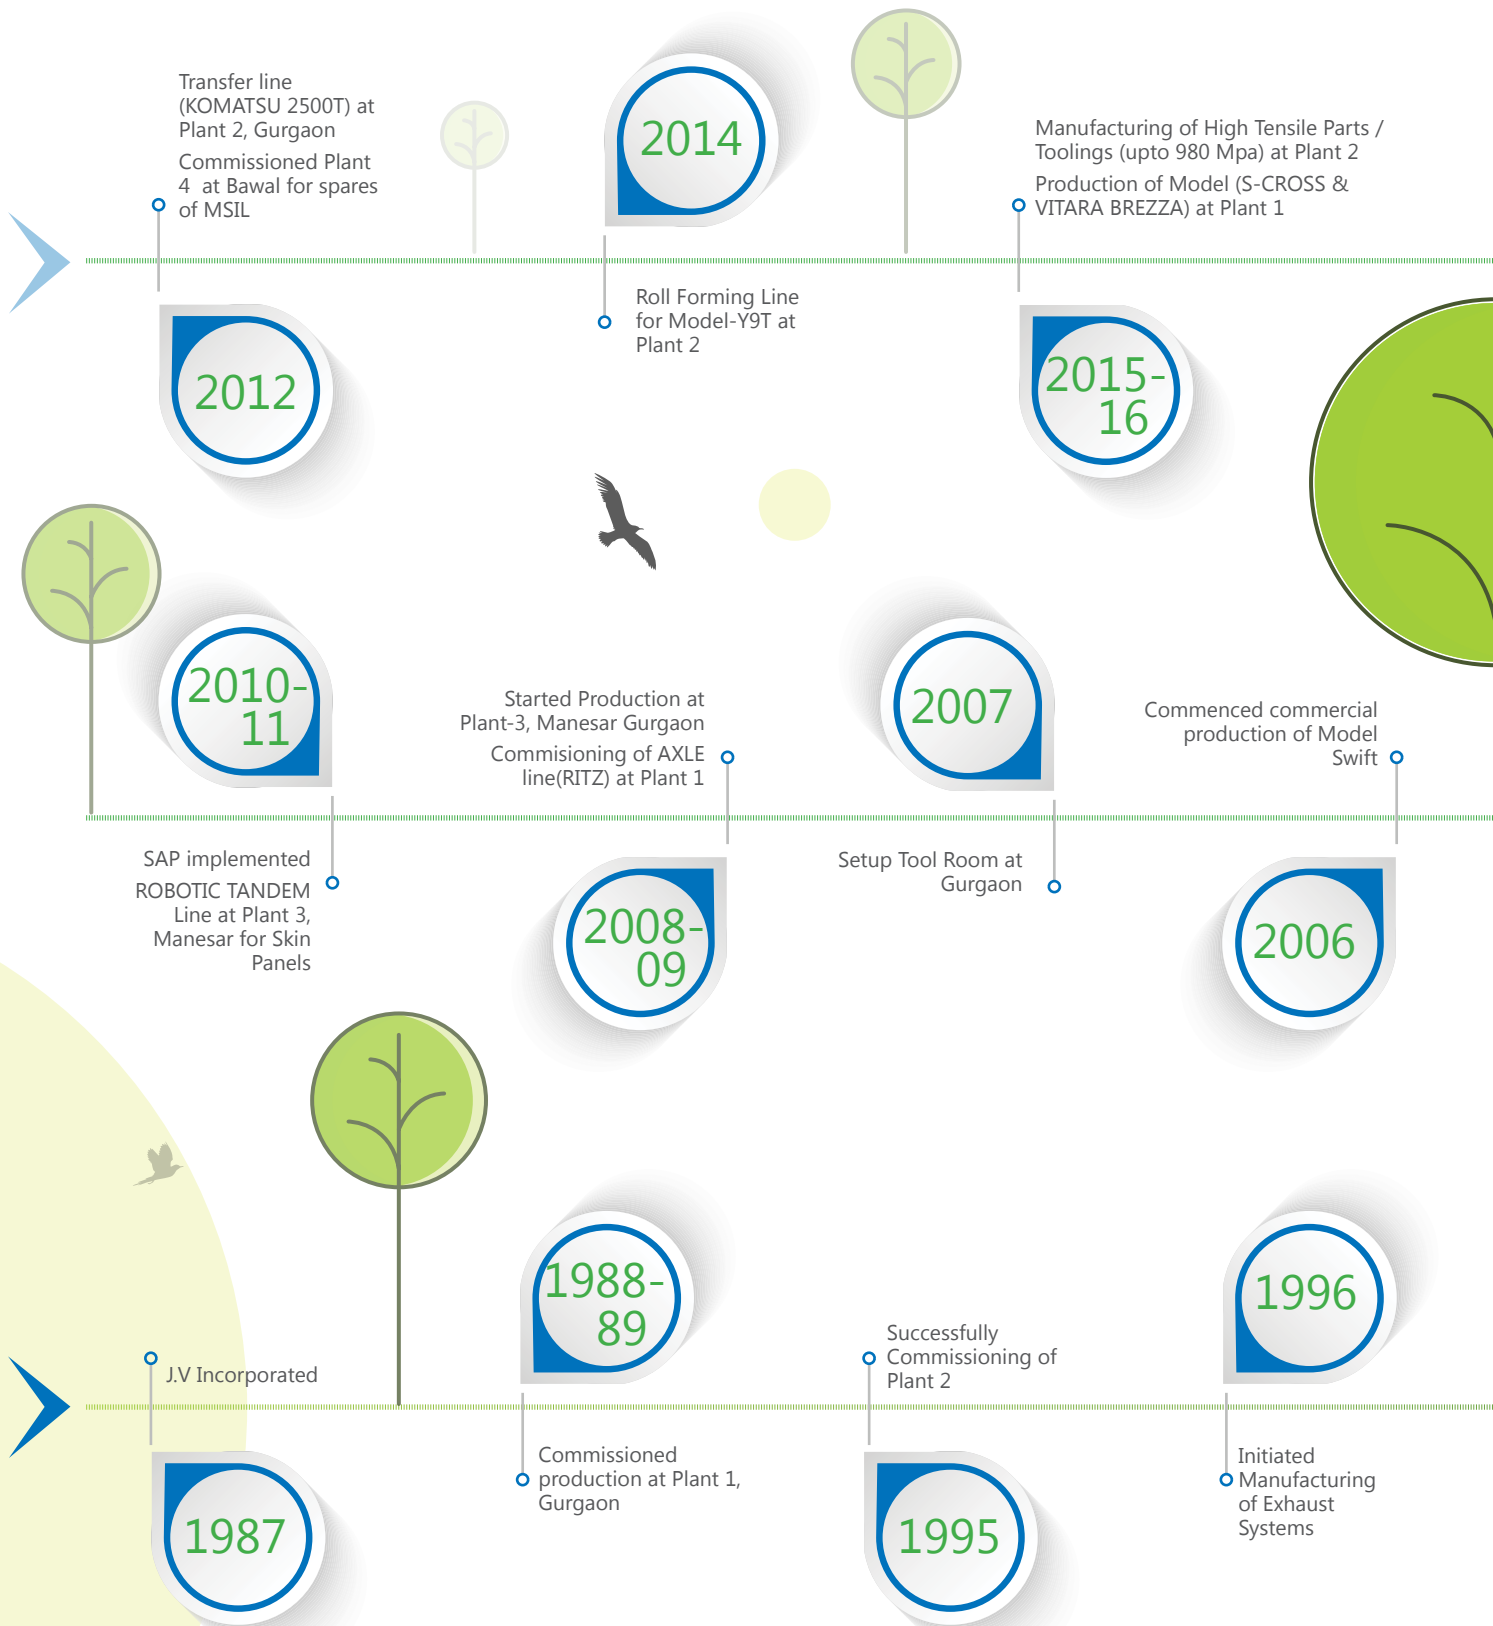 Transfer line
(KOMATSU 2500T) at
Plant 2, Gurgaon
Commissioned Plant
4 at Bawal for spares
of MSIL
2012
2014
Roll Forming Line
for Model-Y9T at
Plant 2
Manufacturing of High Tensile Parts /
Toolings (upto 980 Mpa) at Plant 2
Production of Model (S-CROSS &
VITARA BREZZA) at Plant 1
2015-
16
2010-
11
SAP implemented
ROBOTIC TANDEM
Line at Plant 3,
Manesar for Skin
Panels
Started Production at
Plant-3, Manesar Gurgaon
Commisioning of AXLE
line(RITZ) at Plant 1
2008-
09
2007
Setup Tool Room at
Gurgaon
Commenced commercial
production of Model
Swift
2006
J.V Incorporated
1987
1988-
89
Commissioned
production at Plant 1,
Gurgaon
Successfully
Commissioning of
Plant 2
1995
1996
Initiated
Manufacturing
of Exhaust
Systems